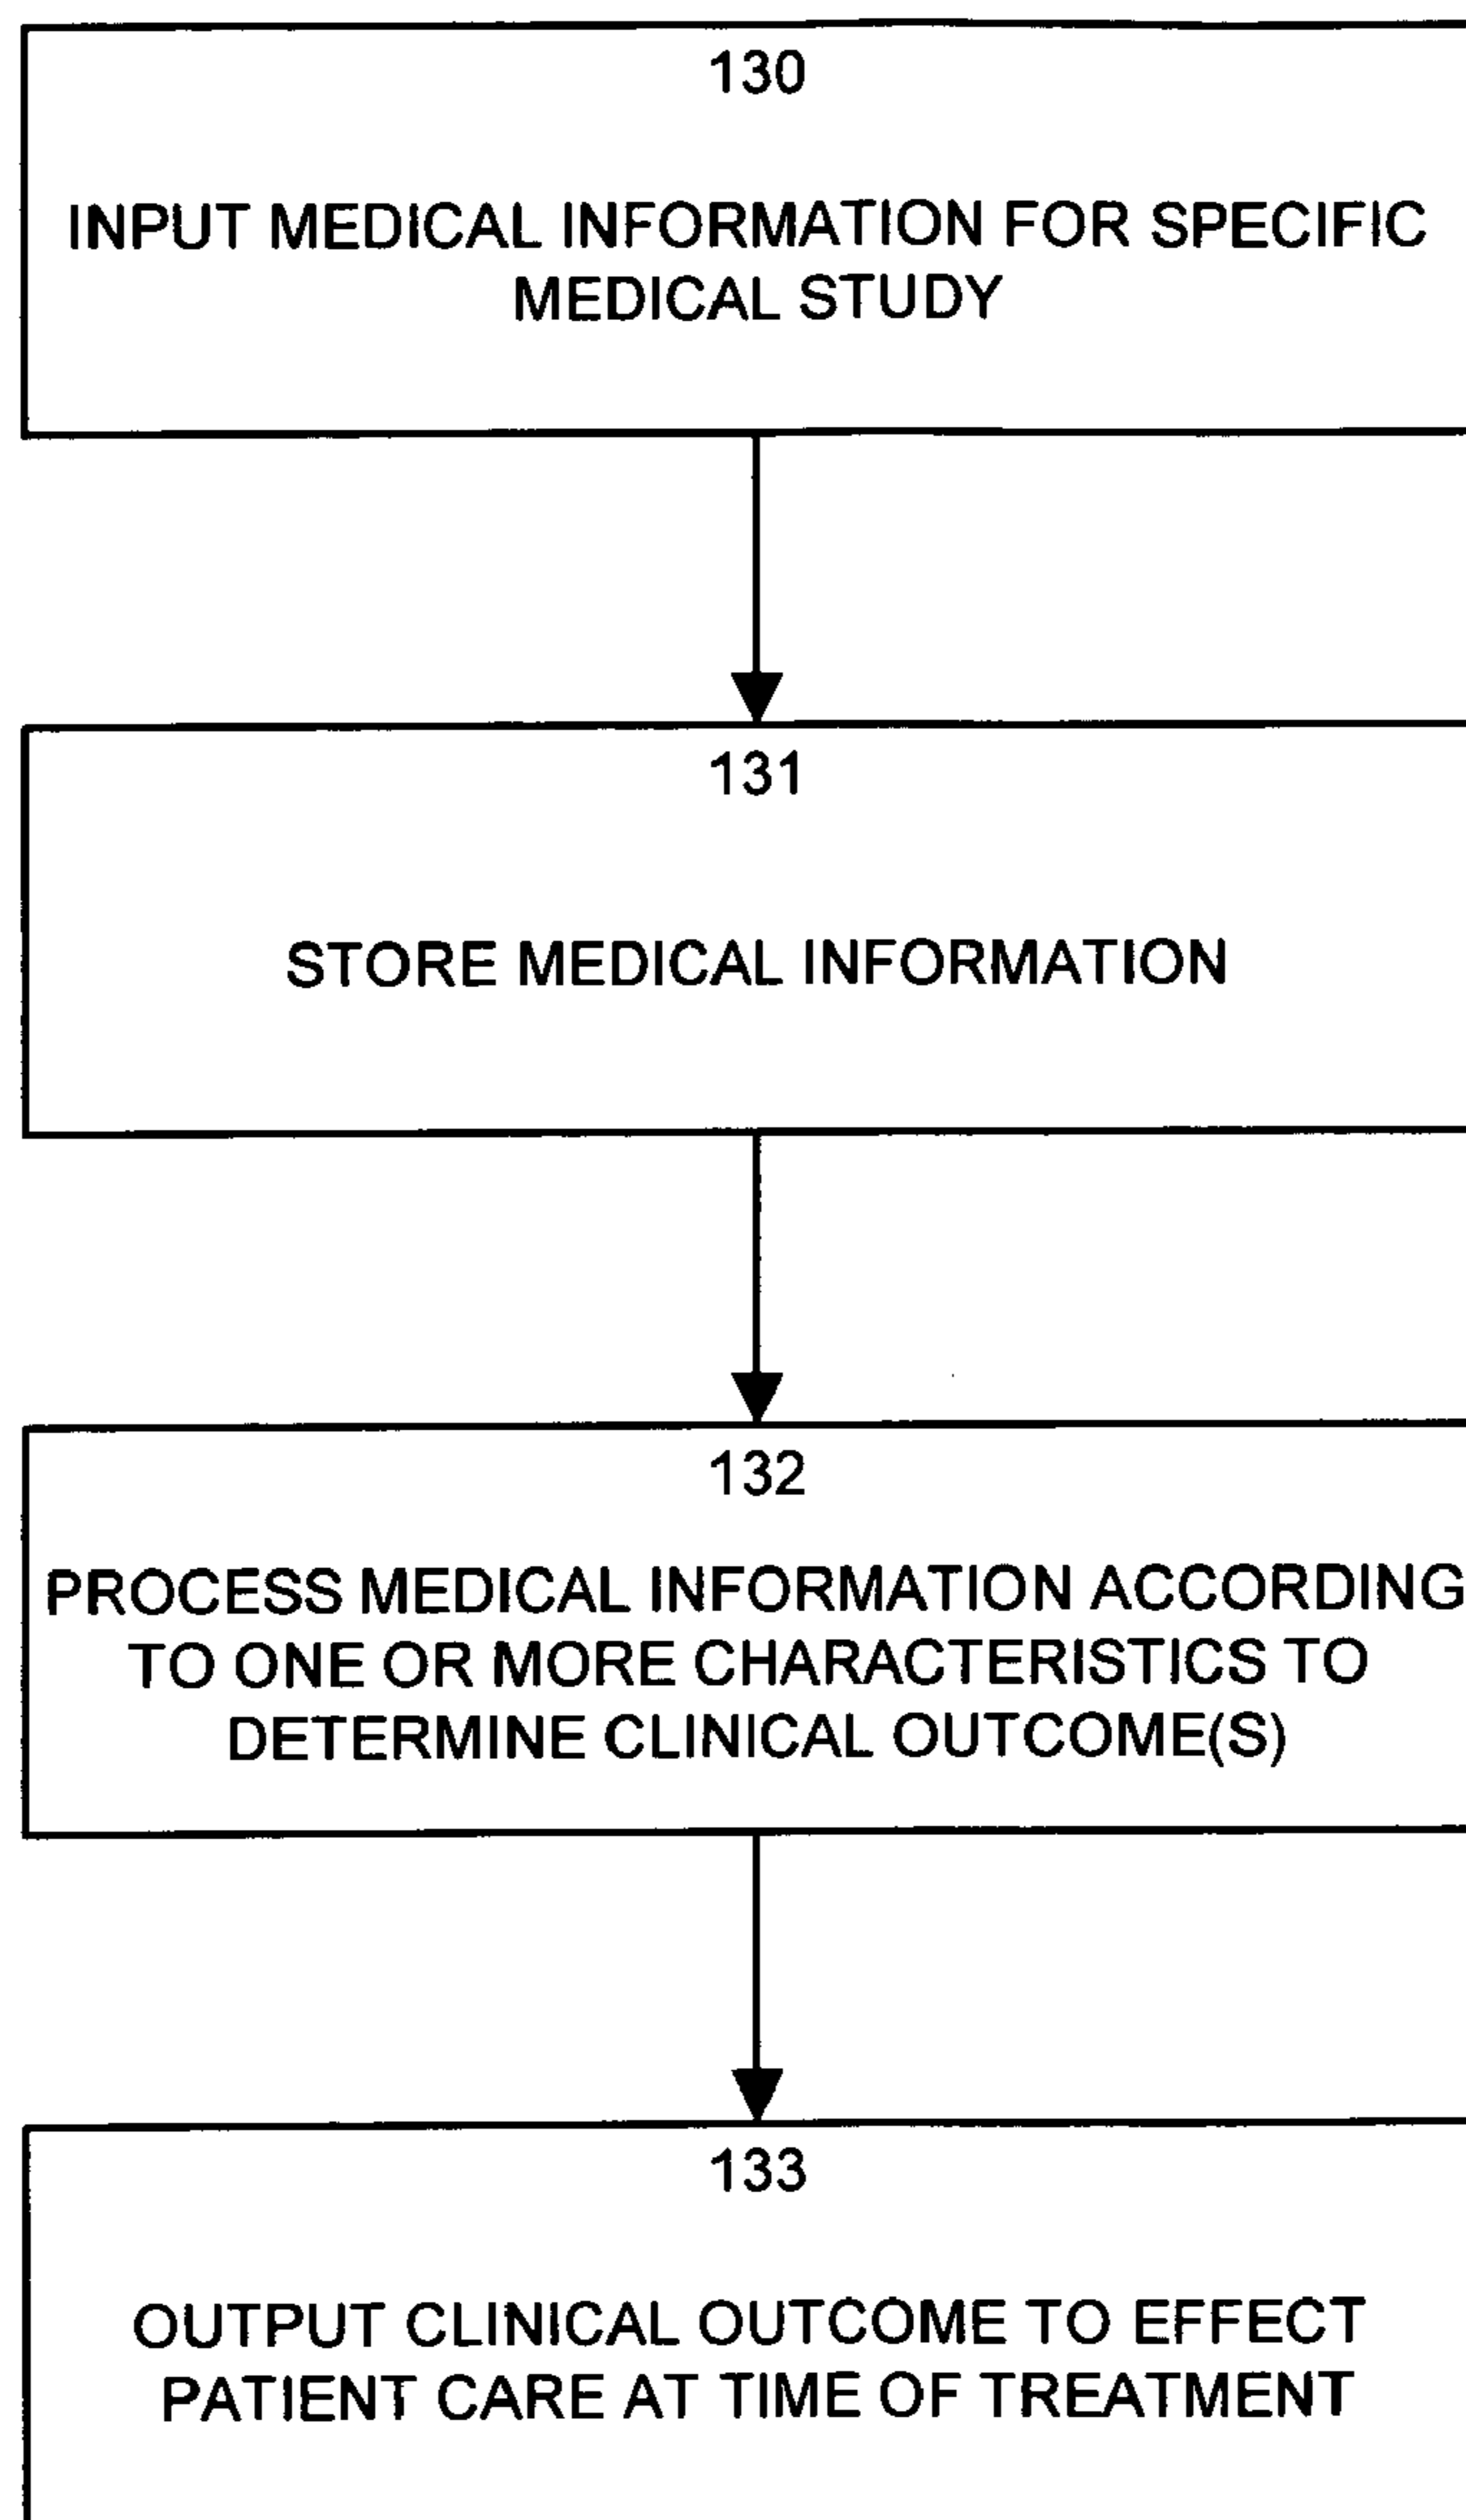 130
INPUT MEDICAL INFORMATION FOR SPECIFIC
MEDICAL STUDY
131
STORE MEDICAL INFORMATION
132
PROCESS MEDICAL INFORMATION ACCORDING
TO ONE OR MORE CHARACTERISTICS TO
DETERMINE CLINICAL OUTCOME(S)
133
OUTPUT CLINICAL OUTCOME TO EFFECT
PATIENT CARE AT TIME OF TREATMENT